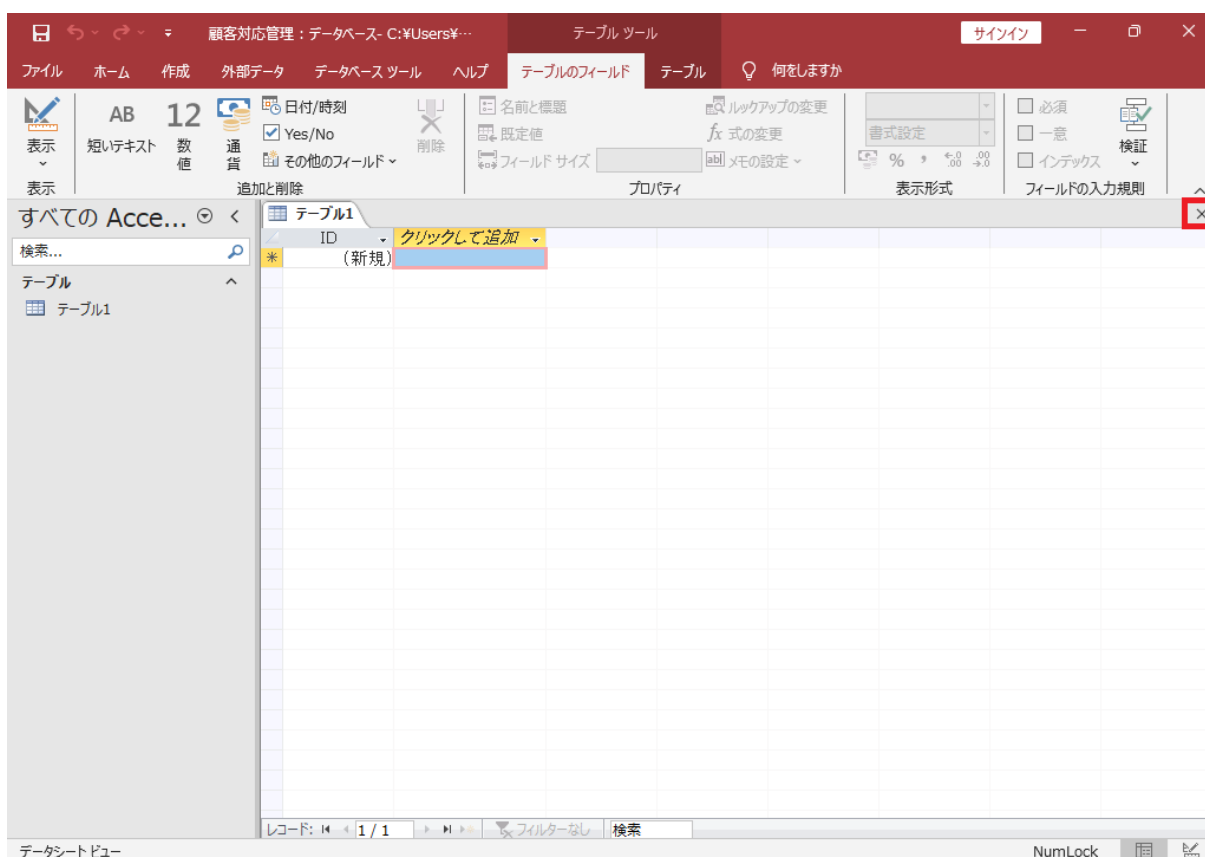 顧客対応管理：データベース- C:¥Users¥…
テーブル ツール
サインイン
ファイル ホーム 作成 外部データ データベース ツール ヘルプ テーブルのフィールド テーブル 何をしますか
表示
AB
短いテキスト
12
数値
通貨
日付/時刻
Yes/No
その他のフィールド
削除
名前と標題
既定値
フィールド サイズ
ルックアップの変更
fx 式の変更
ab| メモの設定
書式設定
% , .00 .0 .00 .0
必須
一意
インデックス
検証
表示 追加と削除 プロパティ 表示形式 フィールドの入力規則
すべての Acce...
検索...
テーブル
テーブル1
テーブル1
ID クリックして追加
* (新規)
レコード: 1 / 1 フィルターなし 検索
データシート ビュー NumLock